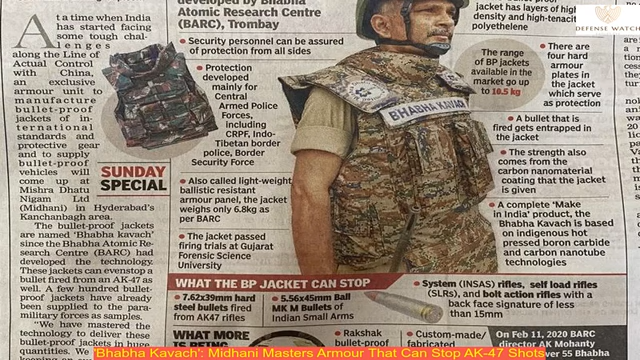 developed by Bhabha
Atomic Research Centre
(BARC), Trombay
Security personnel can be assured
of protection from all sides
Protection
developed
mainly for
Central
Armed Police
Forces,
including
CRPF, Indo-
Tibetan border
police, Border
Security Force
Also called light-weight
ballistic resistant
armour panel, the jacket
weighs only 6.8kg as
per BARC
The jacket passed
firing trials at Gujarat
Forensic Science
University
At a time when India
has started facing
some tough chal-
lenges
along the Line of
Actual Control
with China,
an exclusive
armour unit to
manufacture
bullet-proof
jackets of in-
ternational
standards and
protective gear
and to supply
bullet-proof
vehicles will
come up at
Mishra Dhatu
Nigam Ltd
(Midhani) in Hyderabad's
Kanchanbagh area.
The bullet-proof jackets
are named 'Bhabha kavach'
since the Bhabha Atomic Re-
search Centre (BARC) had
developed the technology.
These jackets can even stop a
bullet fired from an AK-47 as
well. A few hundred bullet-
proof jackets have already
been supplied to the para-
military forces as samples.
"We have mastered the
technology to deliver these
bullet-proof jackets in huge
quantities. We
SUNDAY
SPECIAL
BHABHA KAVACH
jacket has layers of high
density and high-tenacity
polyethelene
DEFENSE WATCH
The range
of BP jackets
available in the
market go up
to 10.5 kg
There are
four hard
armour
plates in
the jacket
which serve
as protection
A bullet that is
fired gets entrapped in
the jacket
The strength also
comes from the
carbon nanomaterial
coating that the jacket
is given
A complete 'Make
in India' product, the
Bhabha Kavach is based
on indigenous hot
pressed boron carbide
and carbon nanotube
technologies
WHAT THE BP JACKET CAN STOP
7.62x39mm hard
steel bullets fired
from AK47 rifles
5.56x45mm Ball
MK M Bullets of
Indian Small Arms
System (INSAS) rifles, self load rifles
(SLRs), and bolt action rifles with a
back face signature of less
than 15mm
WHAT MORE IS
Rakshak
bullet-proof
Custom-made/
fabricated
On Feb 11, 2020 BARC
director AK Mohanty
over 55 Bhabha
'Bhabha Kavach': Midhani Masters Armour That Can Stop AK-47 Shots